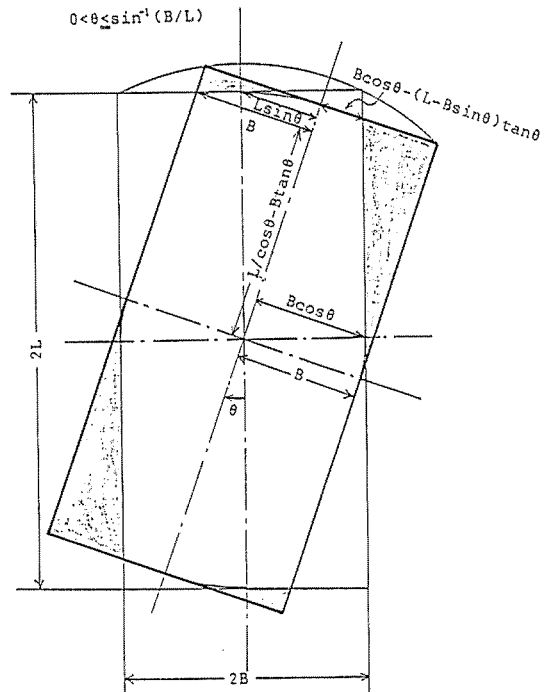 0<θ≤sin⁻¹(B/L)
Bcosθ-(L-Bsinθ)tanθ
Lsinθ
B
L/cosθ-Btanθ
Bcosθ
2L
B
θ
2B